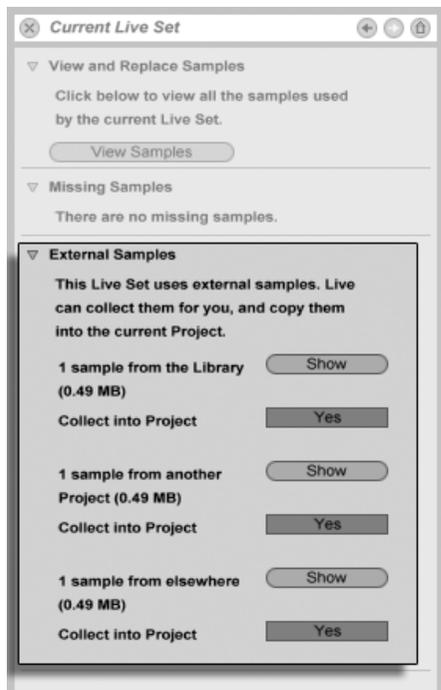 Current Live Set
View and Replace Samples
Click below to view all the samples used
by the current Live Set.
View Samples
Missing Samples
There are no missing samples.
External Samples
This Live Set uses external samples. Live
can collect them for you, and copy them
into the current Project.
1 sample from the Library
(0.49 MB)
Show
Collect into Project
Yes
1 sample from another
Project (0.49 MB)
Show
Collect into Project
Yes
1 sample from elsewhere
(0.49 MB)
Show
Collect into Project
Yes